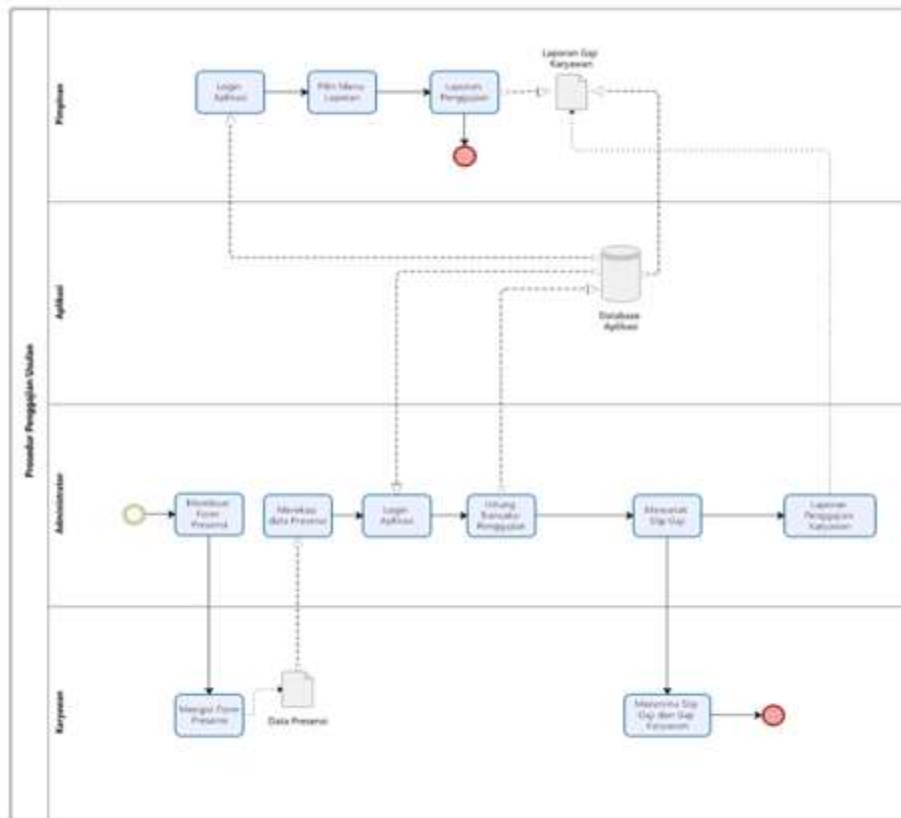 Prosedur Penggajian Usulan
Pimpinan
Login
Aplikasi
Pilih Menu
Laporan
Laporan
Penggajian
Laporan Gaji
Karyawan
Aplikasi
Database
Aplikasi
Administrator
Membuat
Form
Presensi
Merekap
data Presensi
Login
Aplikasi
Hitung
Transaksi
Penggajian
Mencetak
Slip Gaji
Laporan
Penggajian
Karyawan
Karyawan
Mengisi Form
Presensi
Data Presensi
Menerima Slip
Gaji dan Gaji
Karyawan